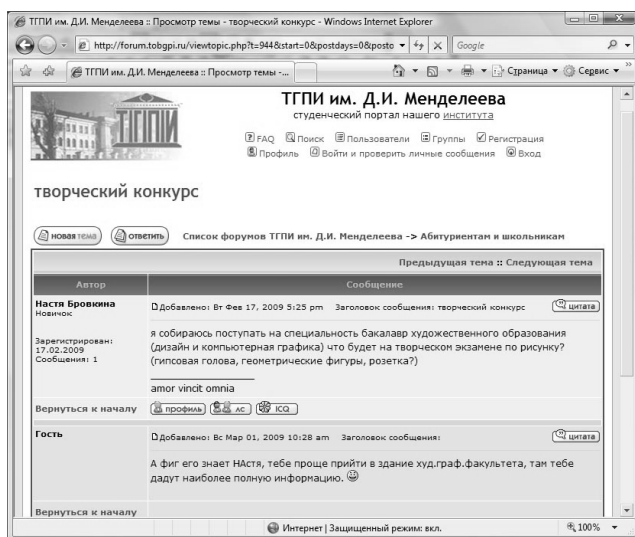 ТГПИ им. Д.И. Менделеева :: Просмотр темы - творческий конкурс - Windows Internet Explorer
http://forum.tobgpi.ru/viewtopic.php?t=944&start=0&postdays=0&posto
Google
ТГПИ им. Д.И. Менделеева :: Просмотр темы -...
Страница
Сервис
ТГПИ
ТГПИ им. Д.И. Менделеева
студенческий портал нашего института
FAQ Поиск Пользователи Группы Регистрация
Профиль Войти и проверить личные сообщения Вход
творческий конкурс
новая тема ответить Список форумов ТГПИ им. Д.И. Менделеева -> Абитуриентам и школьникам
Предыдущая тема :: Следующая тема
Автор Сообщение
Настя Бровкина
Новичок
Зарегистрирован:
17.02.2009
Сообщения: 1
Добавлено: Вт Фев 17, 2009 5:25 pm Заголовок сообщения: творческий конкурс цитата
я собираюсь поступать на специальность бакалавр художественного образования
(дизайн и компьютерная графика) что будет на творческом экзамене по рисунку?
(гипсовая голова, геометрические фигуры, розетка?)
amor vincit omnia
Вернуться к началу профиль ЛС ICQ
Гость
Добавлено: Вс Мар 01, 2009 10:28 am Заголовок сообщения: цитата
А фиг его знает НАстя, тебе проще прийти в здание худ.граф.факультета, там тебе
дадут наиболее полную информацию.
Вернуться к началу
Интернет | Защищенный режим: вкл. 100%